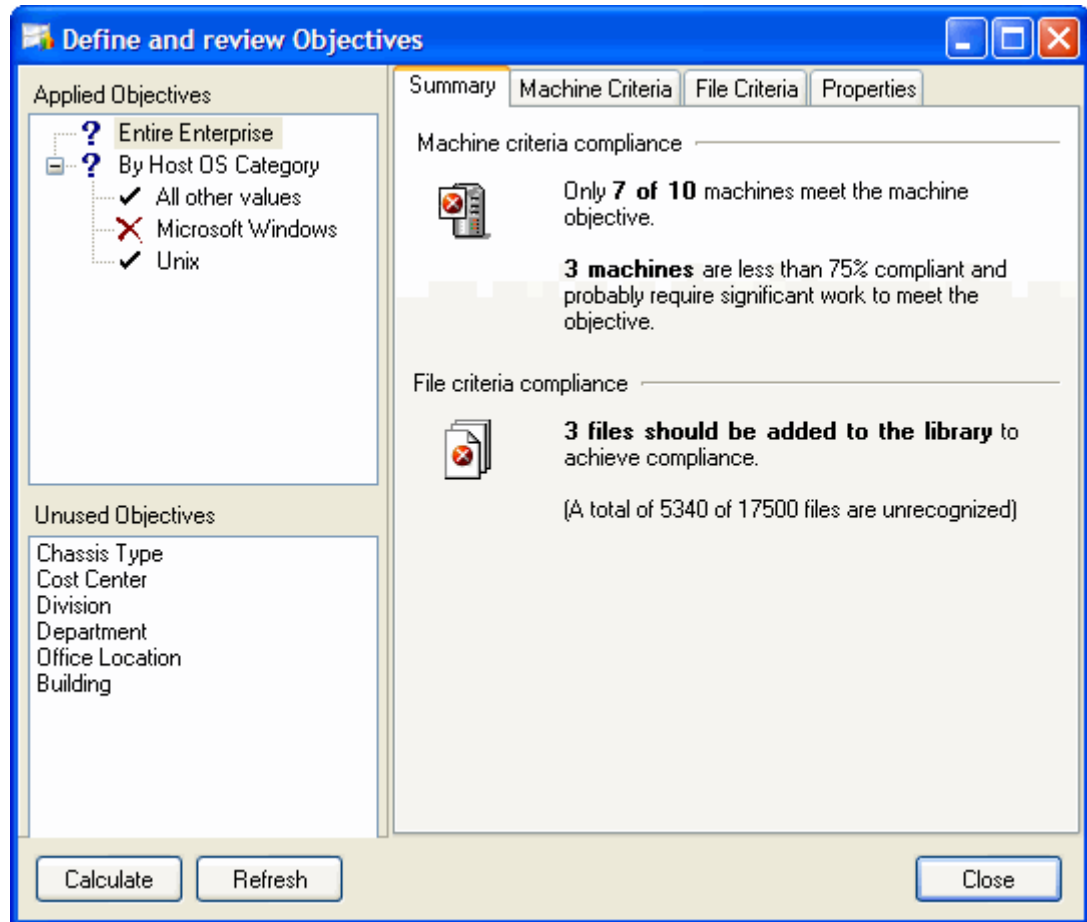 Define and review Objectives
Applied Objectives
? Entire Enterprise
? By Host OS Category
All other values
Microsoft Windows
Unix
Unused Objectives
Chassis Type
Cost Center
Division
Department
Office Location
Building
Summary
Machine Criteria
File Criteria
Properties
Machine criteria compliance
Only 7 of 10 machines meet the machine
objective.
3 machines are less than 75% compliant and
probably require significant work to meet the
objective.
File criteria compliance
3 files should be added to the library to
achieve compliance.
(A total of 5340 of 17500 files are unrecognized)
Calculate
Refresh
Close